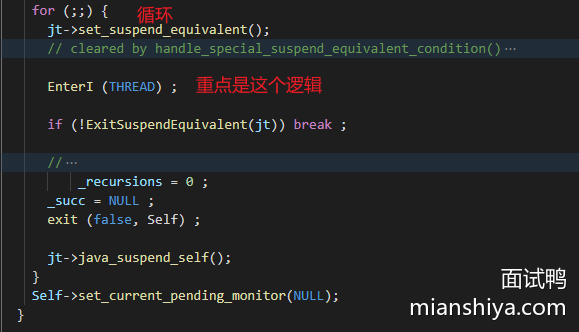 for (;;) { 循环
jt->set_suspend_equivalent();
// cleared by handle_special_suspend_equivalent_condition()…
EnterI (THREAD) ; 重点是这个逻辑
if (!ExitSuspendEquivalent(jt)) break ;
//…
_recursions = 0 ;
_succ = NULL ;
exit (false, Self) ;
jt->java_suspend_self();
}
Self->set_current_pending_monitor(NULL);
}
面试鸭
mianshiya.com